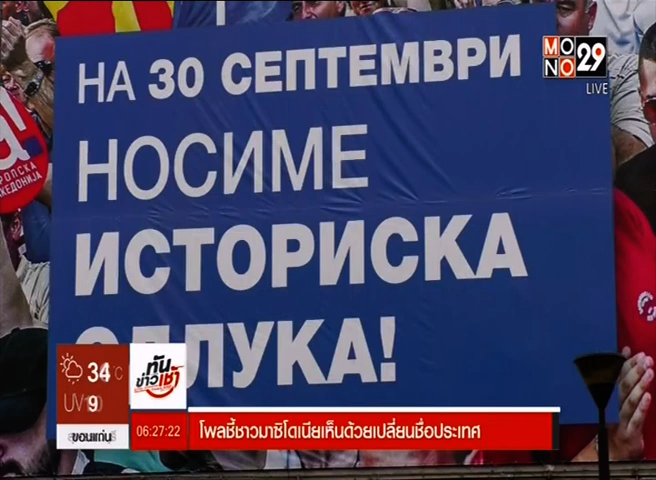 НА 30 СЕПТЕМВРИ
НОСИМЕ
ИСТОРИСКА
ОДЛУКА!
MONO 29
LIVE
34°C
UV
9
ทันข่าวเช้า
ขอนแก่น
06:27:22
โพลชี้ชาวมาซิโดเนียเห็นด้วยเปลี่ยนชื่อประเทศ